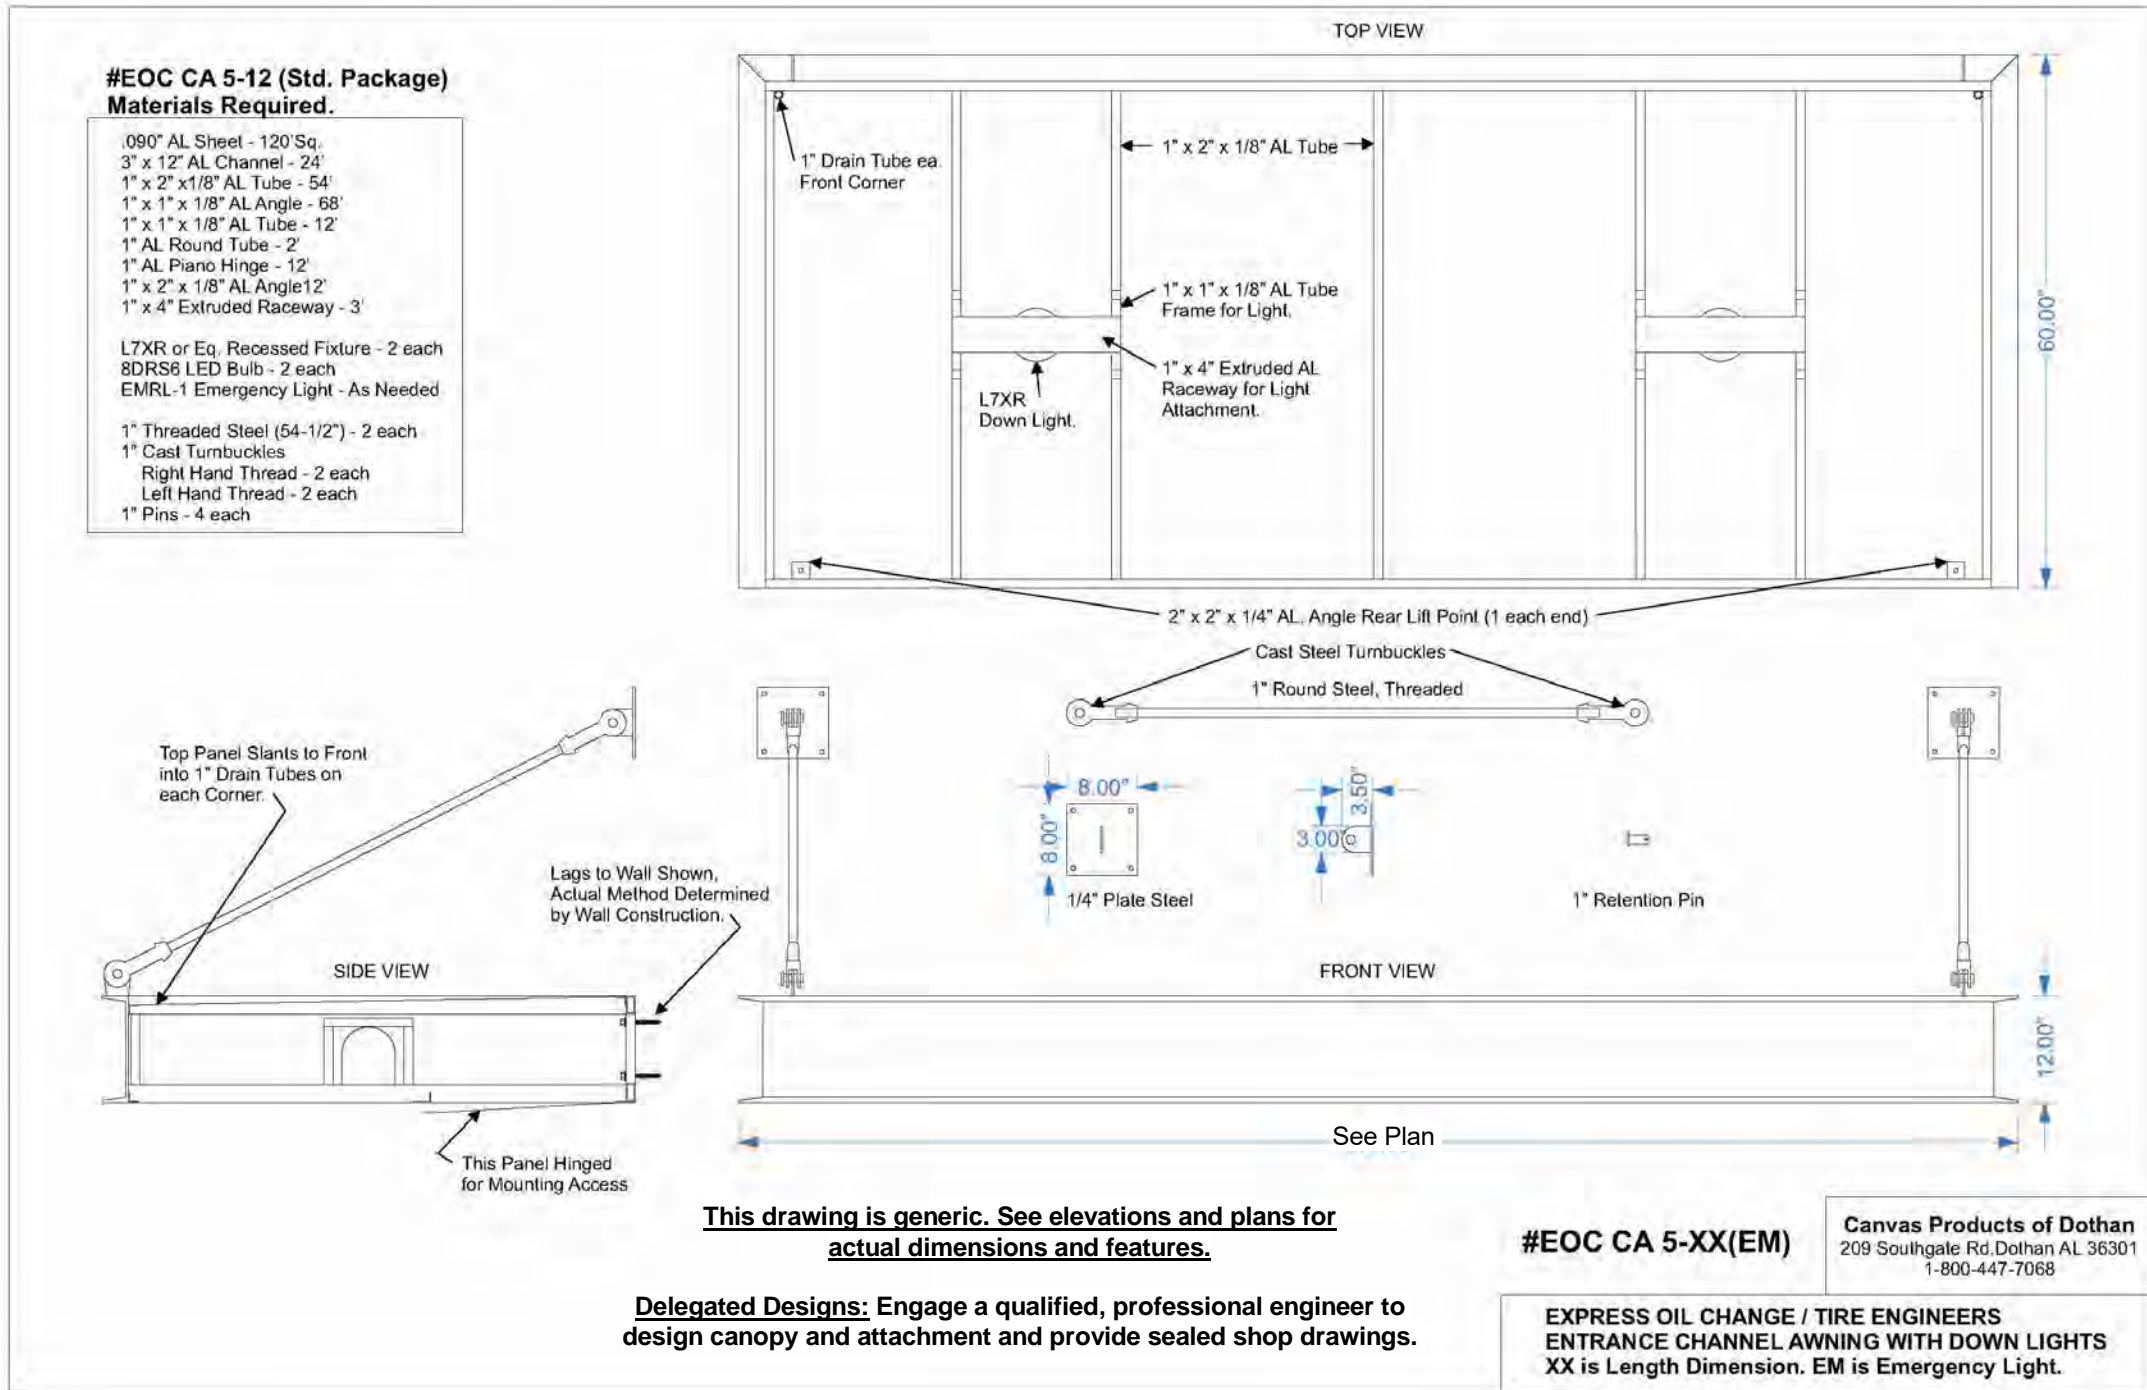 TOP VIEW
#EOC CA 5-12 (Std. Package)
Materials Required.
.090" AL Sheet - 120'Sq.
3" x 12" AL Channel - 24'
1" x 2" x1/8" AL Tube - 54'
1" x 1" x 1/8" AL Angle - 68'
1" x 1" x 1/8" AL Tube - 12'
1" AL Round Tube - 2'
1" AL Piano Hinge - 12'
1" x 2" x 1/8" AL Angle12'
1" x 4" Extruded Raceway - 3'
L7XR or Eq. Recessed Fixture - 2 each
8DRS6 LED Bulb - 2 each
EMRL-1 Emergency Light - As Needed
1" Threaded Steel (54-1/2") - 2 each
1" Cast Turnbuckles
Right Hand Thread - 2 each
Left Hand Thread - 2 each
1" Pins - 4 each
1" Drain Tube ea.
Front Corner
1" x 2" x 1/8" AL Tube
1" x 1" x 1/8" AL Tube
Frame for Light.
1" x 4" Extruded AL
Raceway for Light
Attachment.
L7XR
Down Light.
60.00"
2" x 2" x 1/4" AL. Angle Rear Lift Point (1 each end)
Cast Steel Turnbuckles
1" Round Steel, Threaded
Top Panel Slants to Front
into 1" Drain Tubes on
each Corner.
8.00"
8.00"
1/4" Plate Steel
3.50"
3.00"
1" Retention Pin
Lags to Wall Shown,
Actual Method Determined
by Wall Construction.
SIDE VIEW
FRONT VIEW
12.00"
See Plan
This Panel Hinged
for Mounting Access
This drawing is generic. See elevations and plans for
actual dimensions and features.
Delegated Designs: Engage a qualified, professional engineer to
design canopy and attachment and provide sealed shop drawings.
#EOC CA 5-XX(EM)
Canvas Products of Dothan
209 Southgate Rd,Dothan AL 36301
1-800-447-7068
EXPRESS OIL CHANGE / TIRE ENGINEERS
ENTRANCE CHANNEL AWNING WITH DOWN LIGHTS
XX is Length Dimension. EM is Emergency Light.